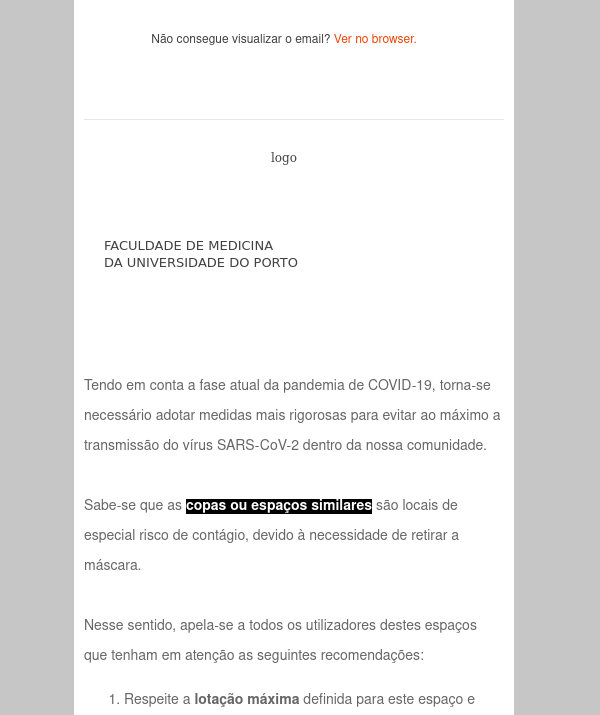 Não consegue visualizar o email? Ver no browser.
logo
FACULDADE DE MEDICINA
DA UNIVERSIDADE DO PORTO
Tendo em conta a fase atual da pandemia de COVID-19, torna-se
necessário adotar medidas mais rigorosas para evitar ao máximo a
transmissão do vírus SARS-CoV-2 dentro da nossa comunidade.
Sabe-se que as copas ou espaços similares são locais de
especial risco de contágio, devido à necessidade de retirar a
máscara.
Nesse sentido, apela-se a todos os utilizadores destes espaços
que tenham em atenção as seguintes recomendações:
1. Respeite a lotação máxima definida para este espaço e